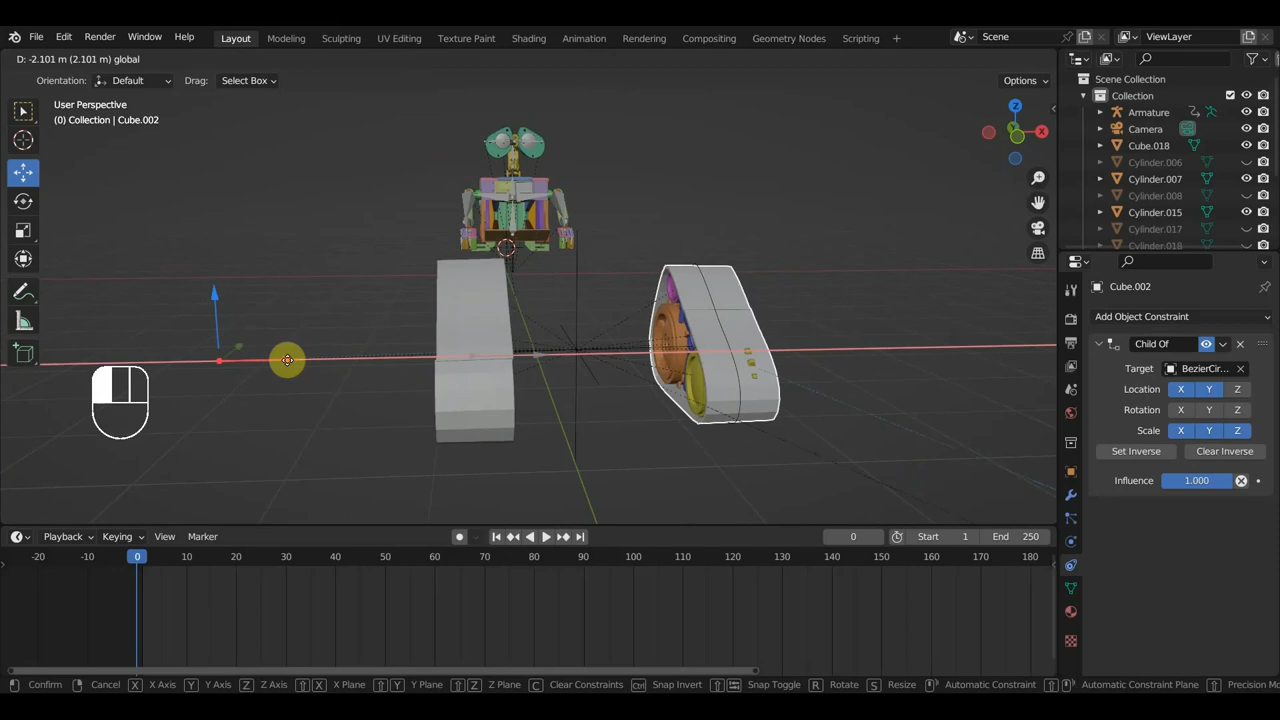 File Edit Render Window Help Layout Modeling Sculpting UV Editing Texture Paint Shading Animation Rendering Compositing Geometry Nodes Scripting + Scene ViewLayer
D: -2.101 m (2.101 m) global
Orientation: Default Drag: Select Box Options
User Perspective
(0) Collection | Cube.002
Z
X
Y
Scene Collection
Collection
Armature
Camera
Cube.018
Cylinder.006
Cylinder.007
Cylinder.008
Cylinder.015
Cylinder.017
Cylinder.018
Cube.002
Add Object Constraint
Child Of
Target BezierCir...
Location X Y Z
Rotation X Y Z
Scale X Y Z
Set Inverse Clear Inverse
Influence 1.000
Playback Keying View Marker 0 Start 1 End 250
-20 -10 0 10 20 30 40 50 60 70 80 90 100 110 120 130 140 150 160 170 180
Confirm Cancel X X Axis Y Y Axis Z Z Axis X X Plane Y Y Plane Z Z Plane C Clear Constraints Ctrl Snap Invert Snap Toggle R Rotate S Resize Automatic Constraint Automatic Constraint Plane Precision Mo